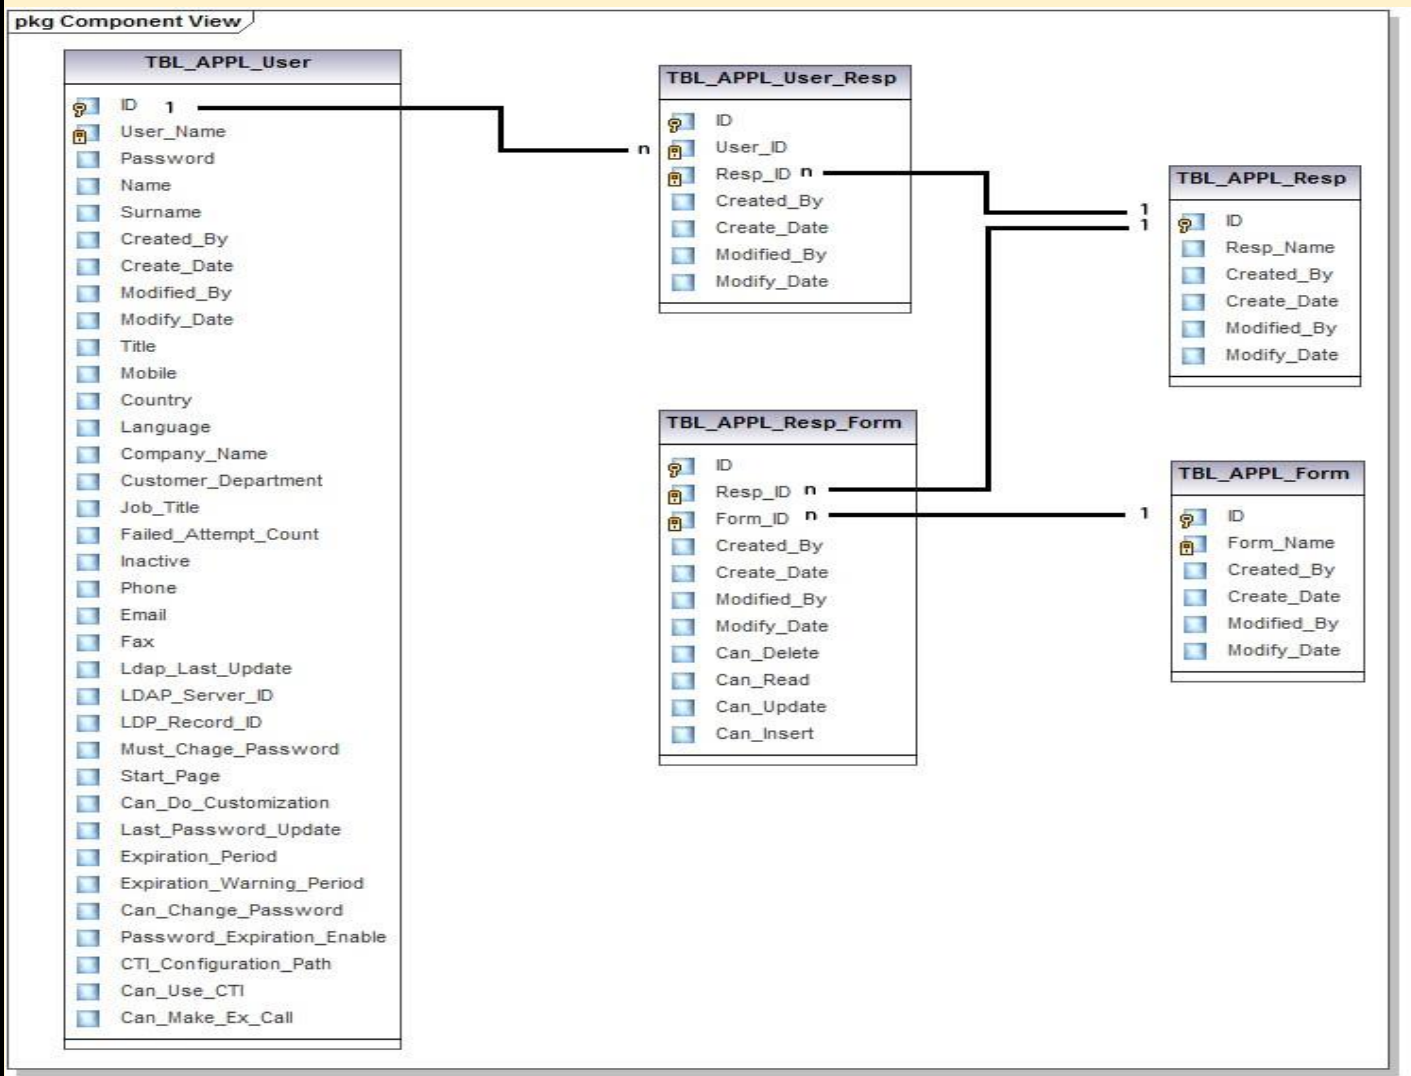 pkg Component View
TBL_APPL_User
ID 1
User_Name
Password
Name
Surname
Created_By
Create_Date
Modified_By
Modify_Date
Title
Mobile
Country
Language
Company_Name
Customer_Department
Job_Title
Failed_Attempt_Count
Inactive
Phone
Email
Fax
Ldap_Last_Update
LDAP_Server_ID
LDP_Record_ID
Must_Chage_Password
Start_Page
Can_Do_Customization
Last_Password_Update
Expiration_Period
Expiration_Warning_Period
Can_Change_Password
Password_Expiration_Enable
CTI_Configuration_Path
Can_Use_CTI
Can_Make_Ex_Call
TBL_APPL_User_Resp
ID
n User_ID
Resp_ID n
Created_By
Create_Date
Modified_By
Modify_Date
TBL_APPL_Resp_Form
ID
Resp_ID n
Form_ID n
Created_By
Create_Date
Modified_By
Modify_Date
Can_Delete
Can_Read
Can_Update
Can_Insert
TBL_APPL_Resp
1
1
ID
Resp_Name
Created_By
Create_Date
Modified_By
Modify_Date
TBL_APPL_Form
1 ID
Form_Name
Created_By
Create_Date
Modified_By
Modify_Date